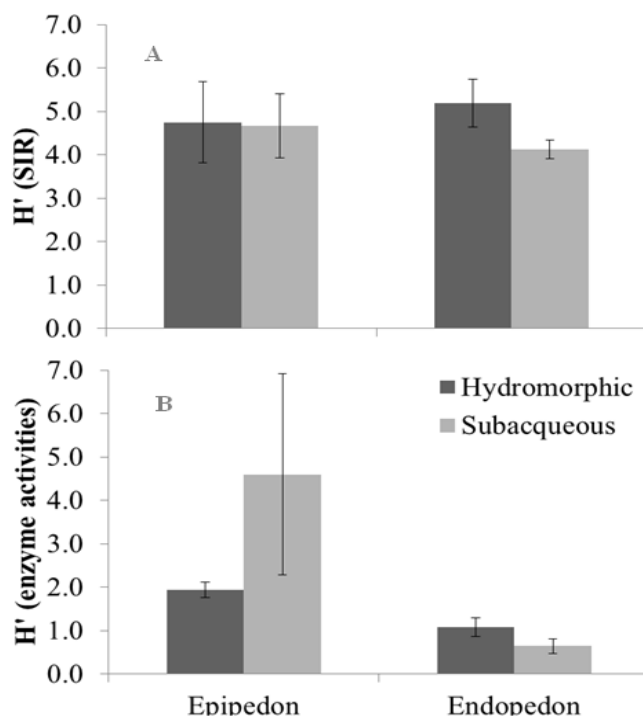 7.0
A
6.0
5.0
4.0
3.0
2.0
1.0
0.0
H' (SIR)
7.0
B
6.0
5.0
4.0
3.0
2.0
1.0
0.0
H' (enzyme activities)
Hydromorphic
Subacqueous
Epipedon Endopedon